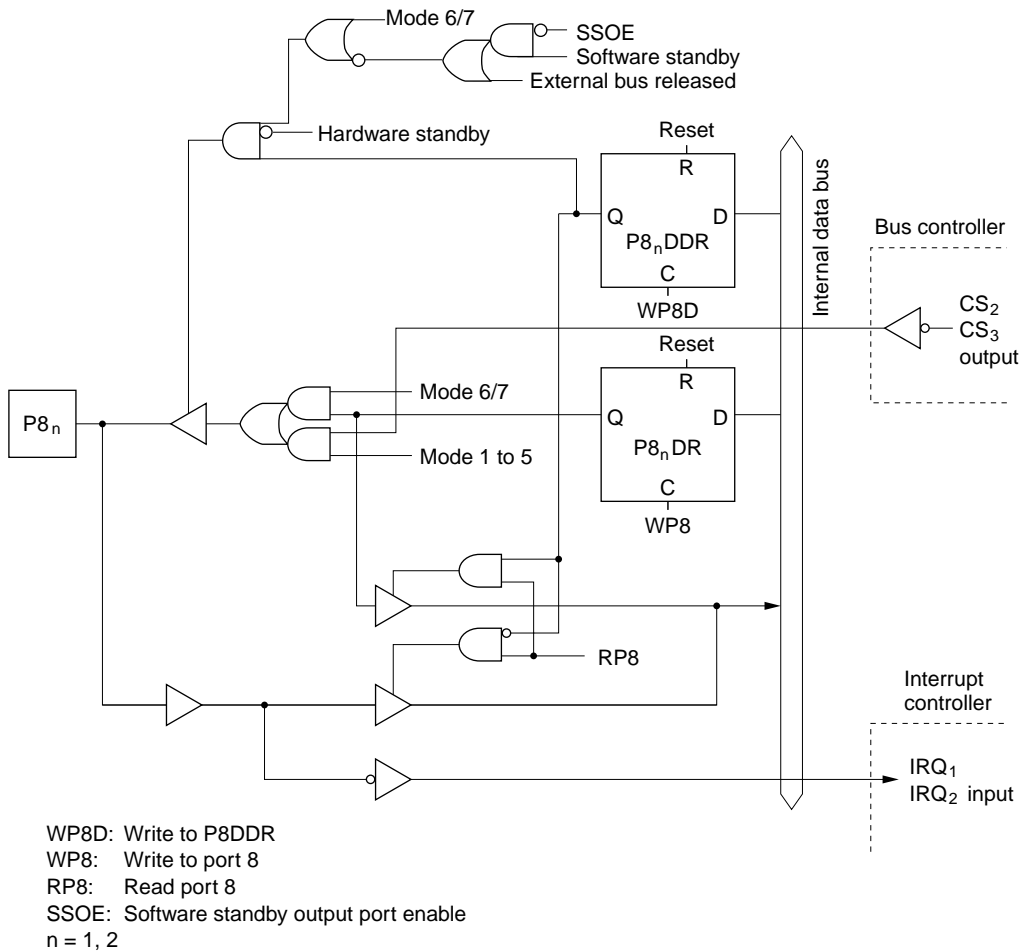 Mode 6/7
SSOE
Software standby
External bus released
Hardware standby
Reset
R
Q
D
P8nDDR
C
WP8D
Internal data bus
Bus controller
CS2
CS3
output
Reset
R
Mode 6/7
Q
D
P8n
P8nDR
Mode 1 to 5
C
WP8
RP8
Interrupt
controller
IRQ1
IRQ2 input
WP8D: Write to P8DDR
WP8: Write to port 8
RP8: Read port 8
SSOE: Software standby output port enable
n = 1, 2